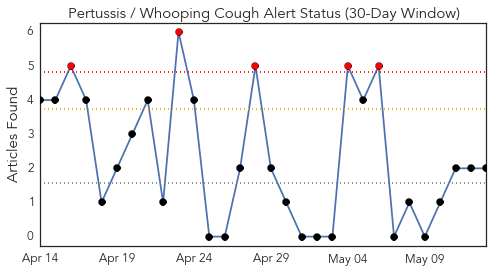 Pertussis / Whooping Cough Alert Status (30-Day Window)
Articles Found
6
5
4
3
2
1
0
Apr 14 Apr 19 Apr 24 Apr 29 May 04 May 09